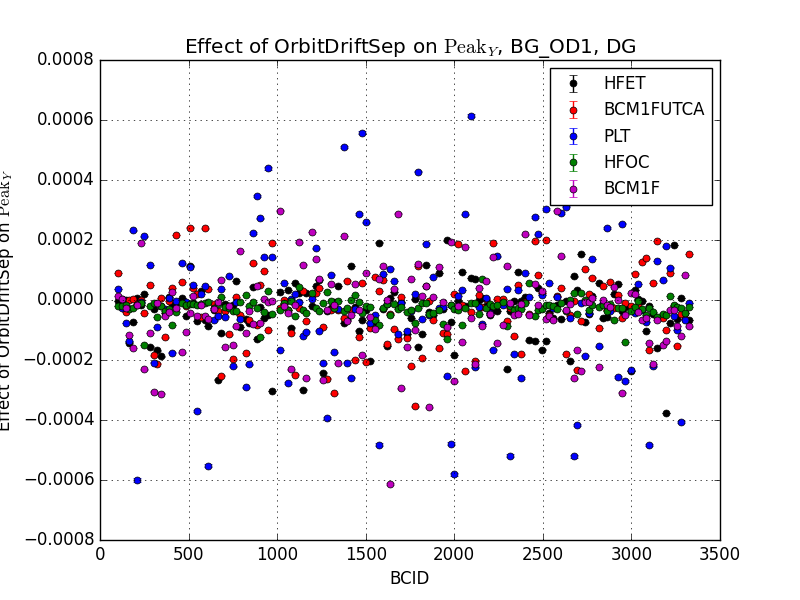 Effect of OrbitDriftSep on Peak_Y, BG_OD1, DG
HFET
BCM1FUTCA
PLT
HFOC
BCM1F
Effect of OrbitDriftSep on Peak_Y
0.0008
0.0006
0.0004
0.0002
0.0000
−0.0002
−0.0004
−0.0006
−0.0008
0 500 1000 1500 2000 2500 3000 3500
BCID